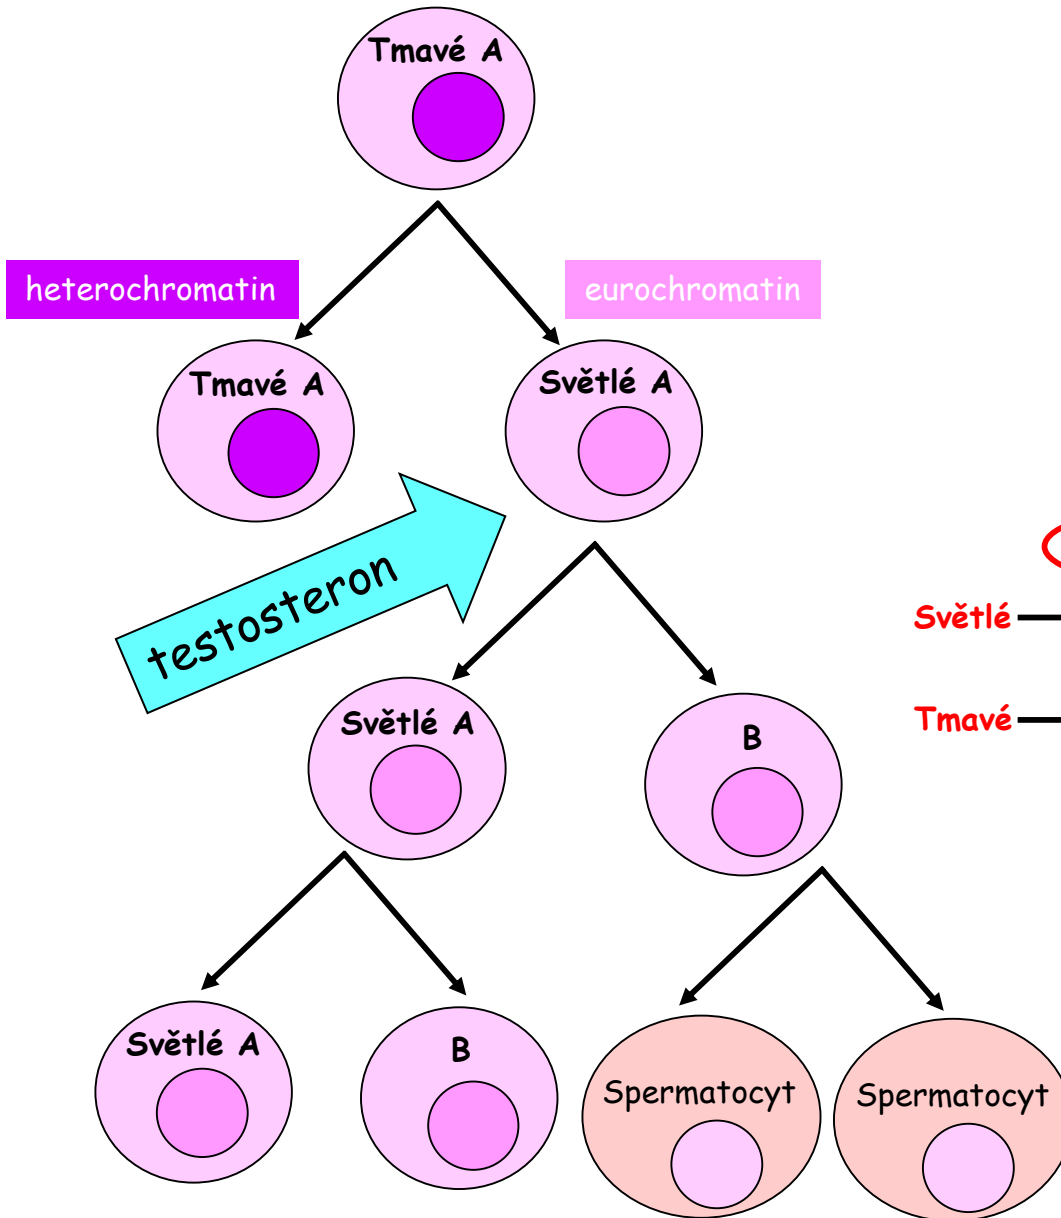 Tmavé A
heterochromatin
eurochromatin
Tmavé A
Světlé A
testosteron
Světlé
Tmavé
Světlé A
B
Světlé A
B
Spermatocyt
Spermatocyt